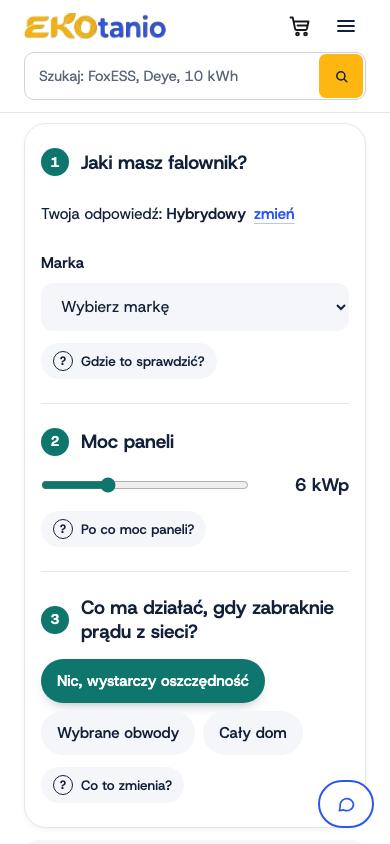 EKOtanio
Szukaj: FoxESS, Deye, 10 kWh
1 Jaki masz falownik?
Twoja odpowiedź: Hybrydowy zmień
Marka
Wybierz markę
? Gdzie to sprawdzić?
2 Moc paneli
6 kWp
? Po co moc paneli?
3 Co ma działać, gdy zabraknie
prądu z sieci?
Nic, wystarczy oszczędność
Wybrane obwody
Cały dom
? Co to zmienia?